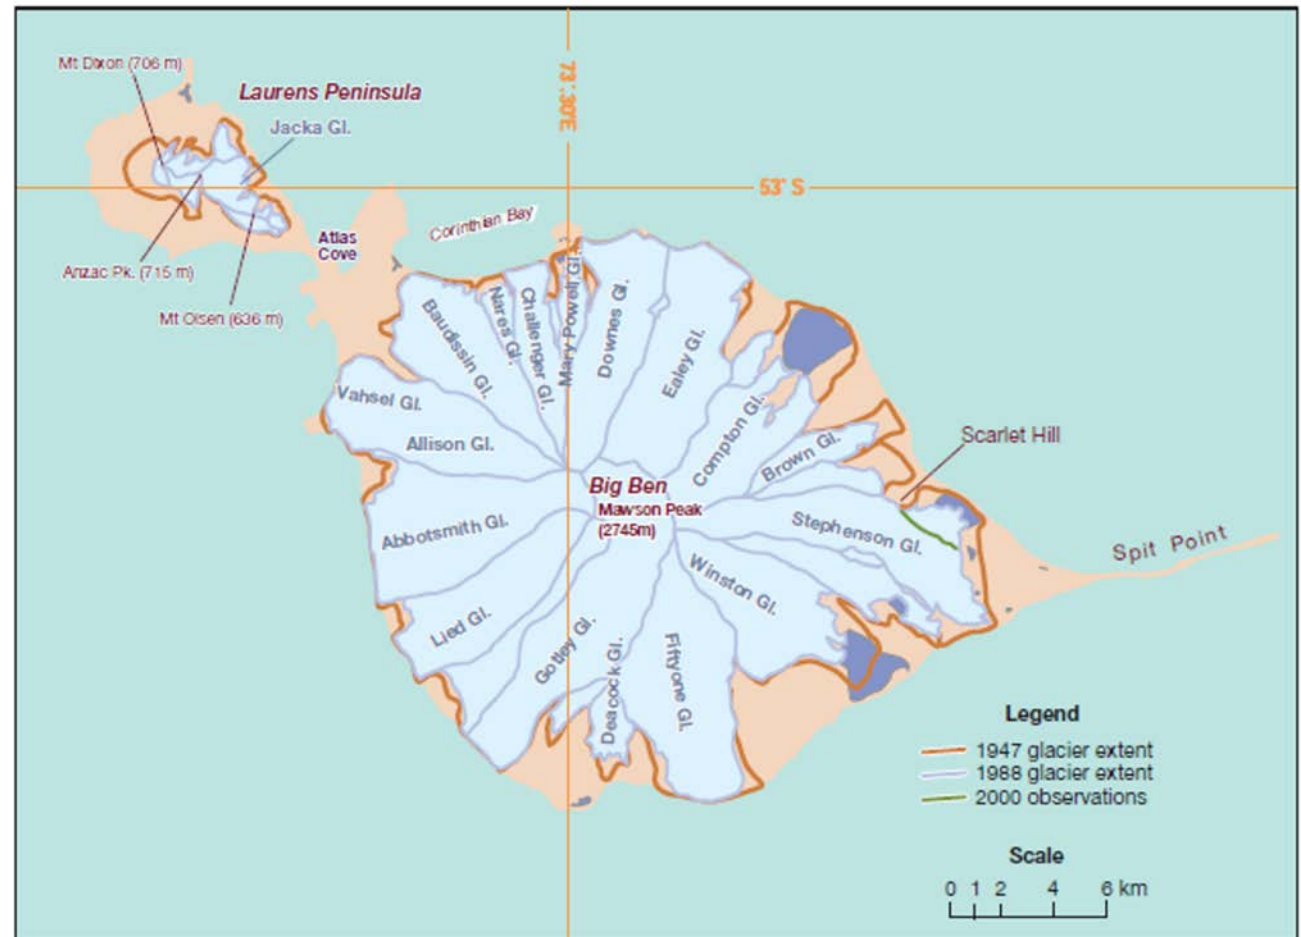 Mt Dixon (706 m)
Laurens Peninsula
Jacka Gl.
73°.30'E
53° S
Corinthian Bay
Atlas
Cove
Anzac Pk. (715 m)
Mt Olsen (636 m)
Baudissin Gl.
Nares Gl.
Challenger Gl.
Mary Powell Gl.
Downes Gl.
Ealey Gl.
Vahsel Gl.
Allison Gl.
Compton Gl.
Brown Gl.
Scarlet Hill
Big Ben
Mawson Peak
(2745m)
Abbotsmith Gl.
Stephenson Gl.
Spit Point
Winston Gl.
Lied Gl.
Gotley Gl.
Deacock Gl.
Fiftyone Gl.
Legend
1947 glacier extent
1988 glacier extent
2000 observations
Scale
0 1 2 4 6 km